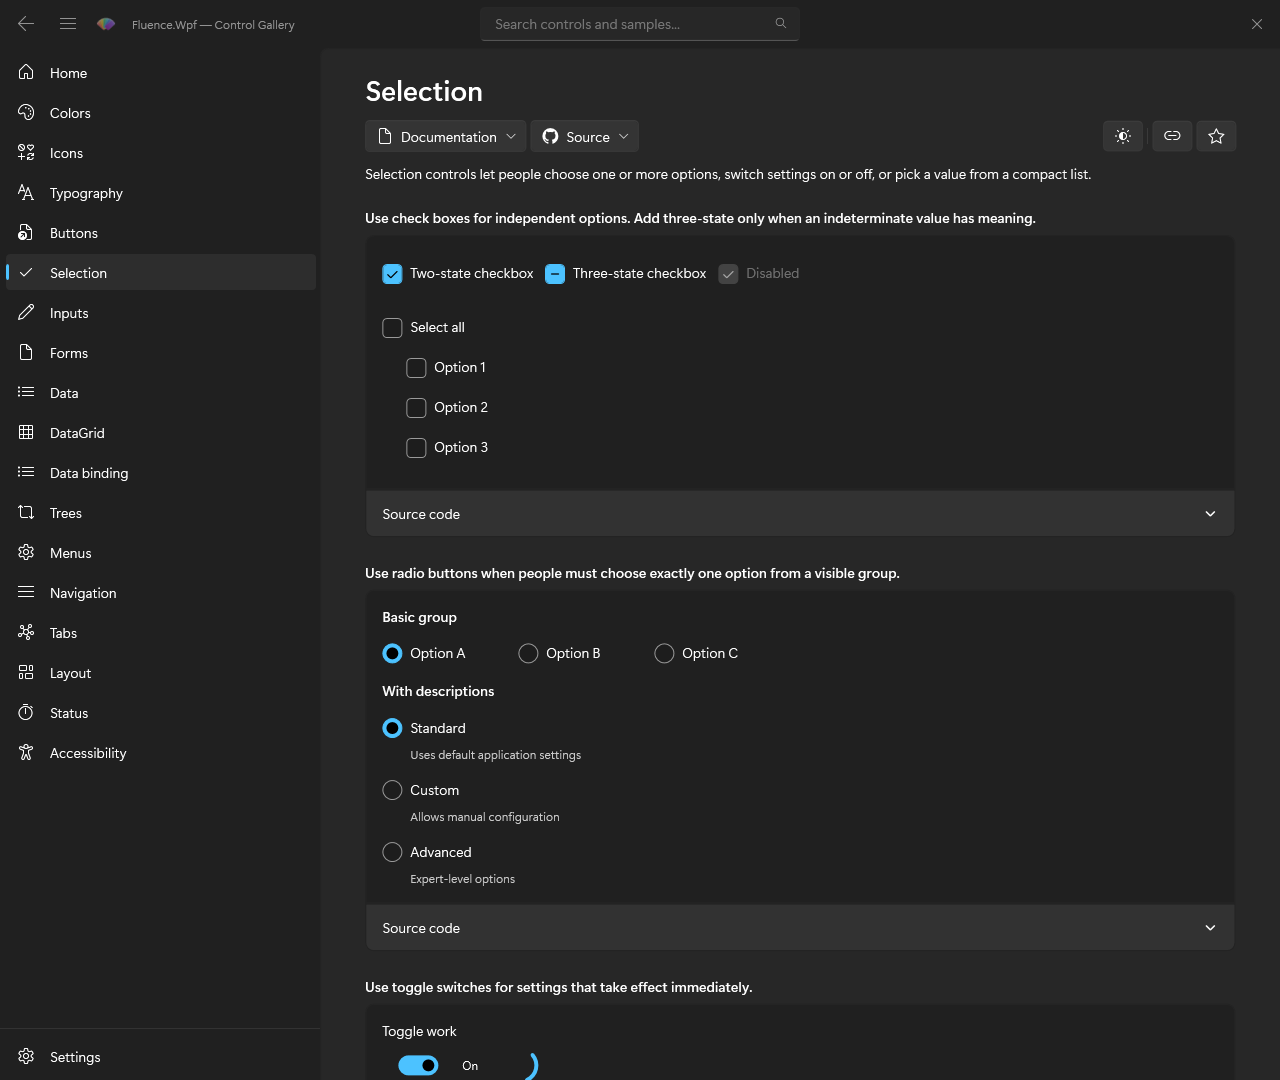 Fluence.Wpf — Control Gallery
Search controls and samples...
Home
Colors
Icons
Typography
Buttons
Selection
Inputs
Forms
Data
DataGrid
Data binding
Trees
Menus
Navigation
Tabs
Layout
Status
Accessibility
Settings
Selection
Documentation
Source
Selection controls let people choose one or more options, switch settings on or off, or pick a value from a compact list.
Use check boxes for independent options. Add three-state only when an indeterminate value has meaning.
Two-state checkbox
Three-state checkbox
Disabled
Select all
Option 1
Option 2
Option 3
Source code
Use radio buttons when people must choose exactly one option from a visible group.
Basic group
Option A
Option B
Option C
With descriptions
Standard
Uses default application settings
Custom
Allows manual configuration
Advanced
Expert-level options
Source code
Use toggle switches for settings that take effect immediately.
Toggle work
On